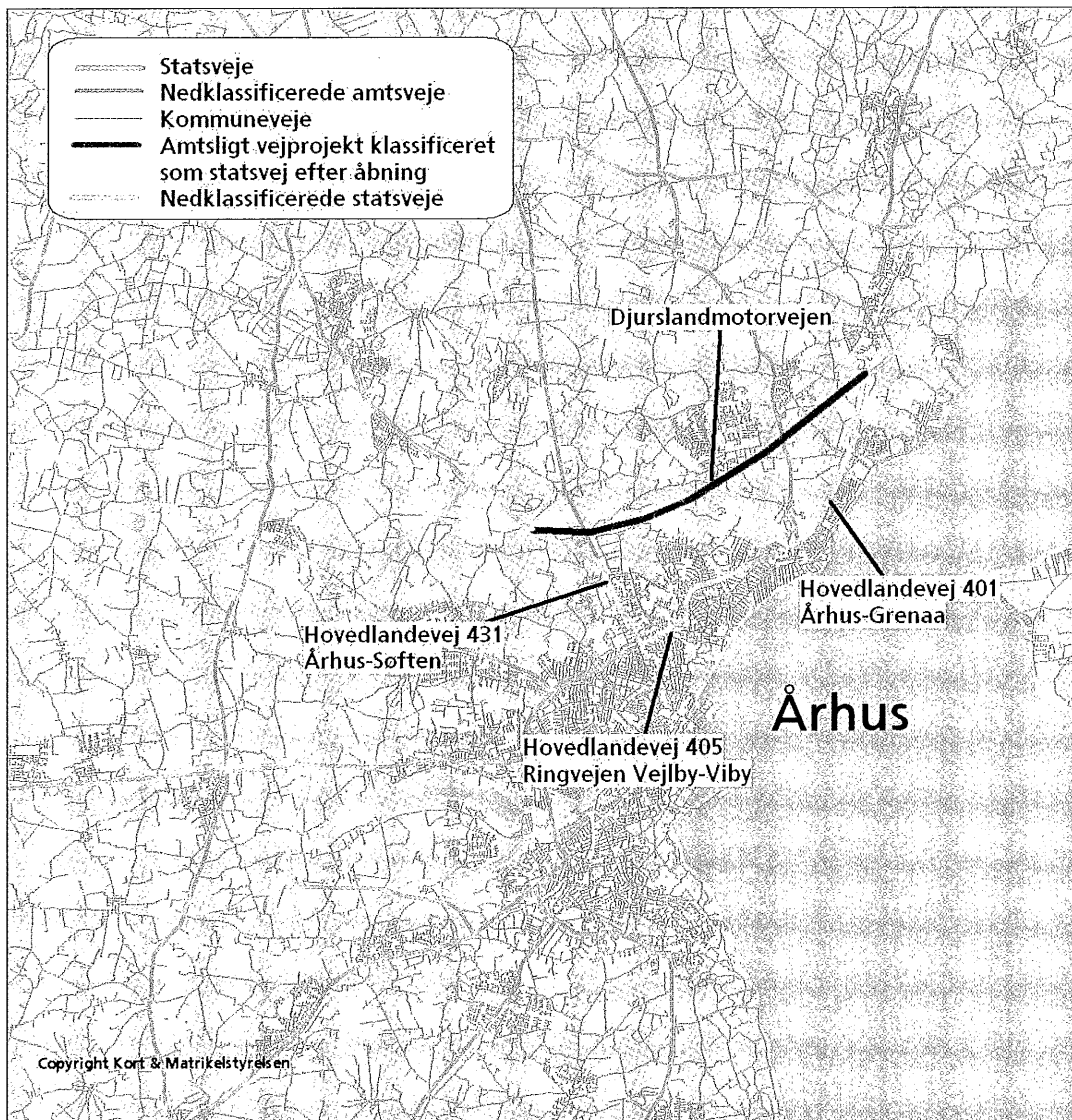 Statsveje
Nedklassificerede amtsveje
Kommuneveje
Amtsligt vejprojekt klassificeret
som statsvej efter åbning
Nedklassificerede statsveje
Djurslandmotorvejen
Hovedlandevej 401
Århus-Grenaa
Hovedlandevej 431
Århus-Søften
Århus
Hovedlandevej 405
Ringvejen Vejlby-Viby
Copyright Kort & Matrikelstyrelsen